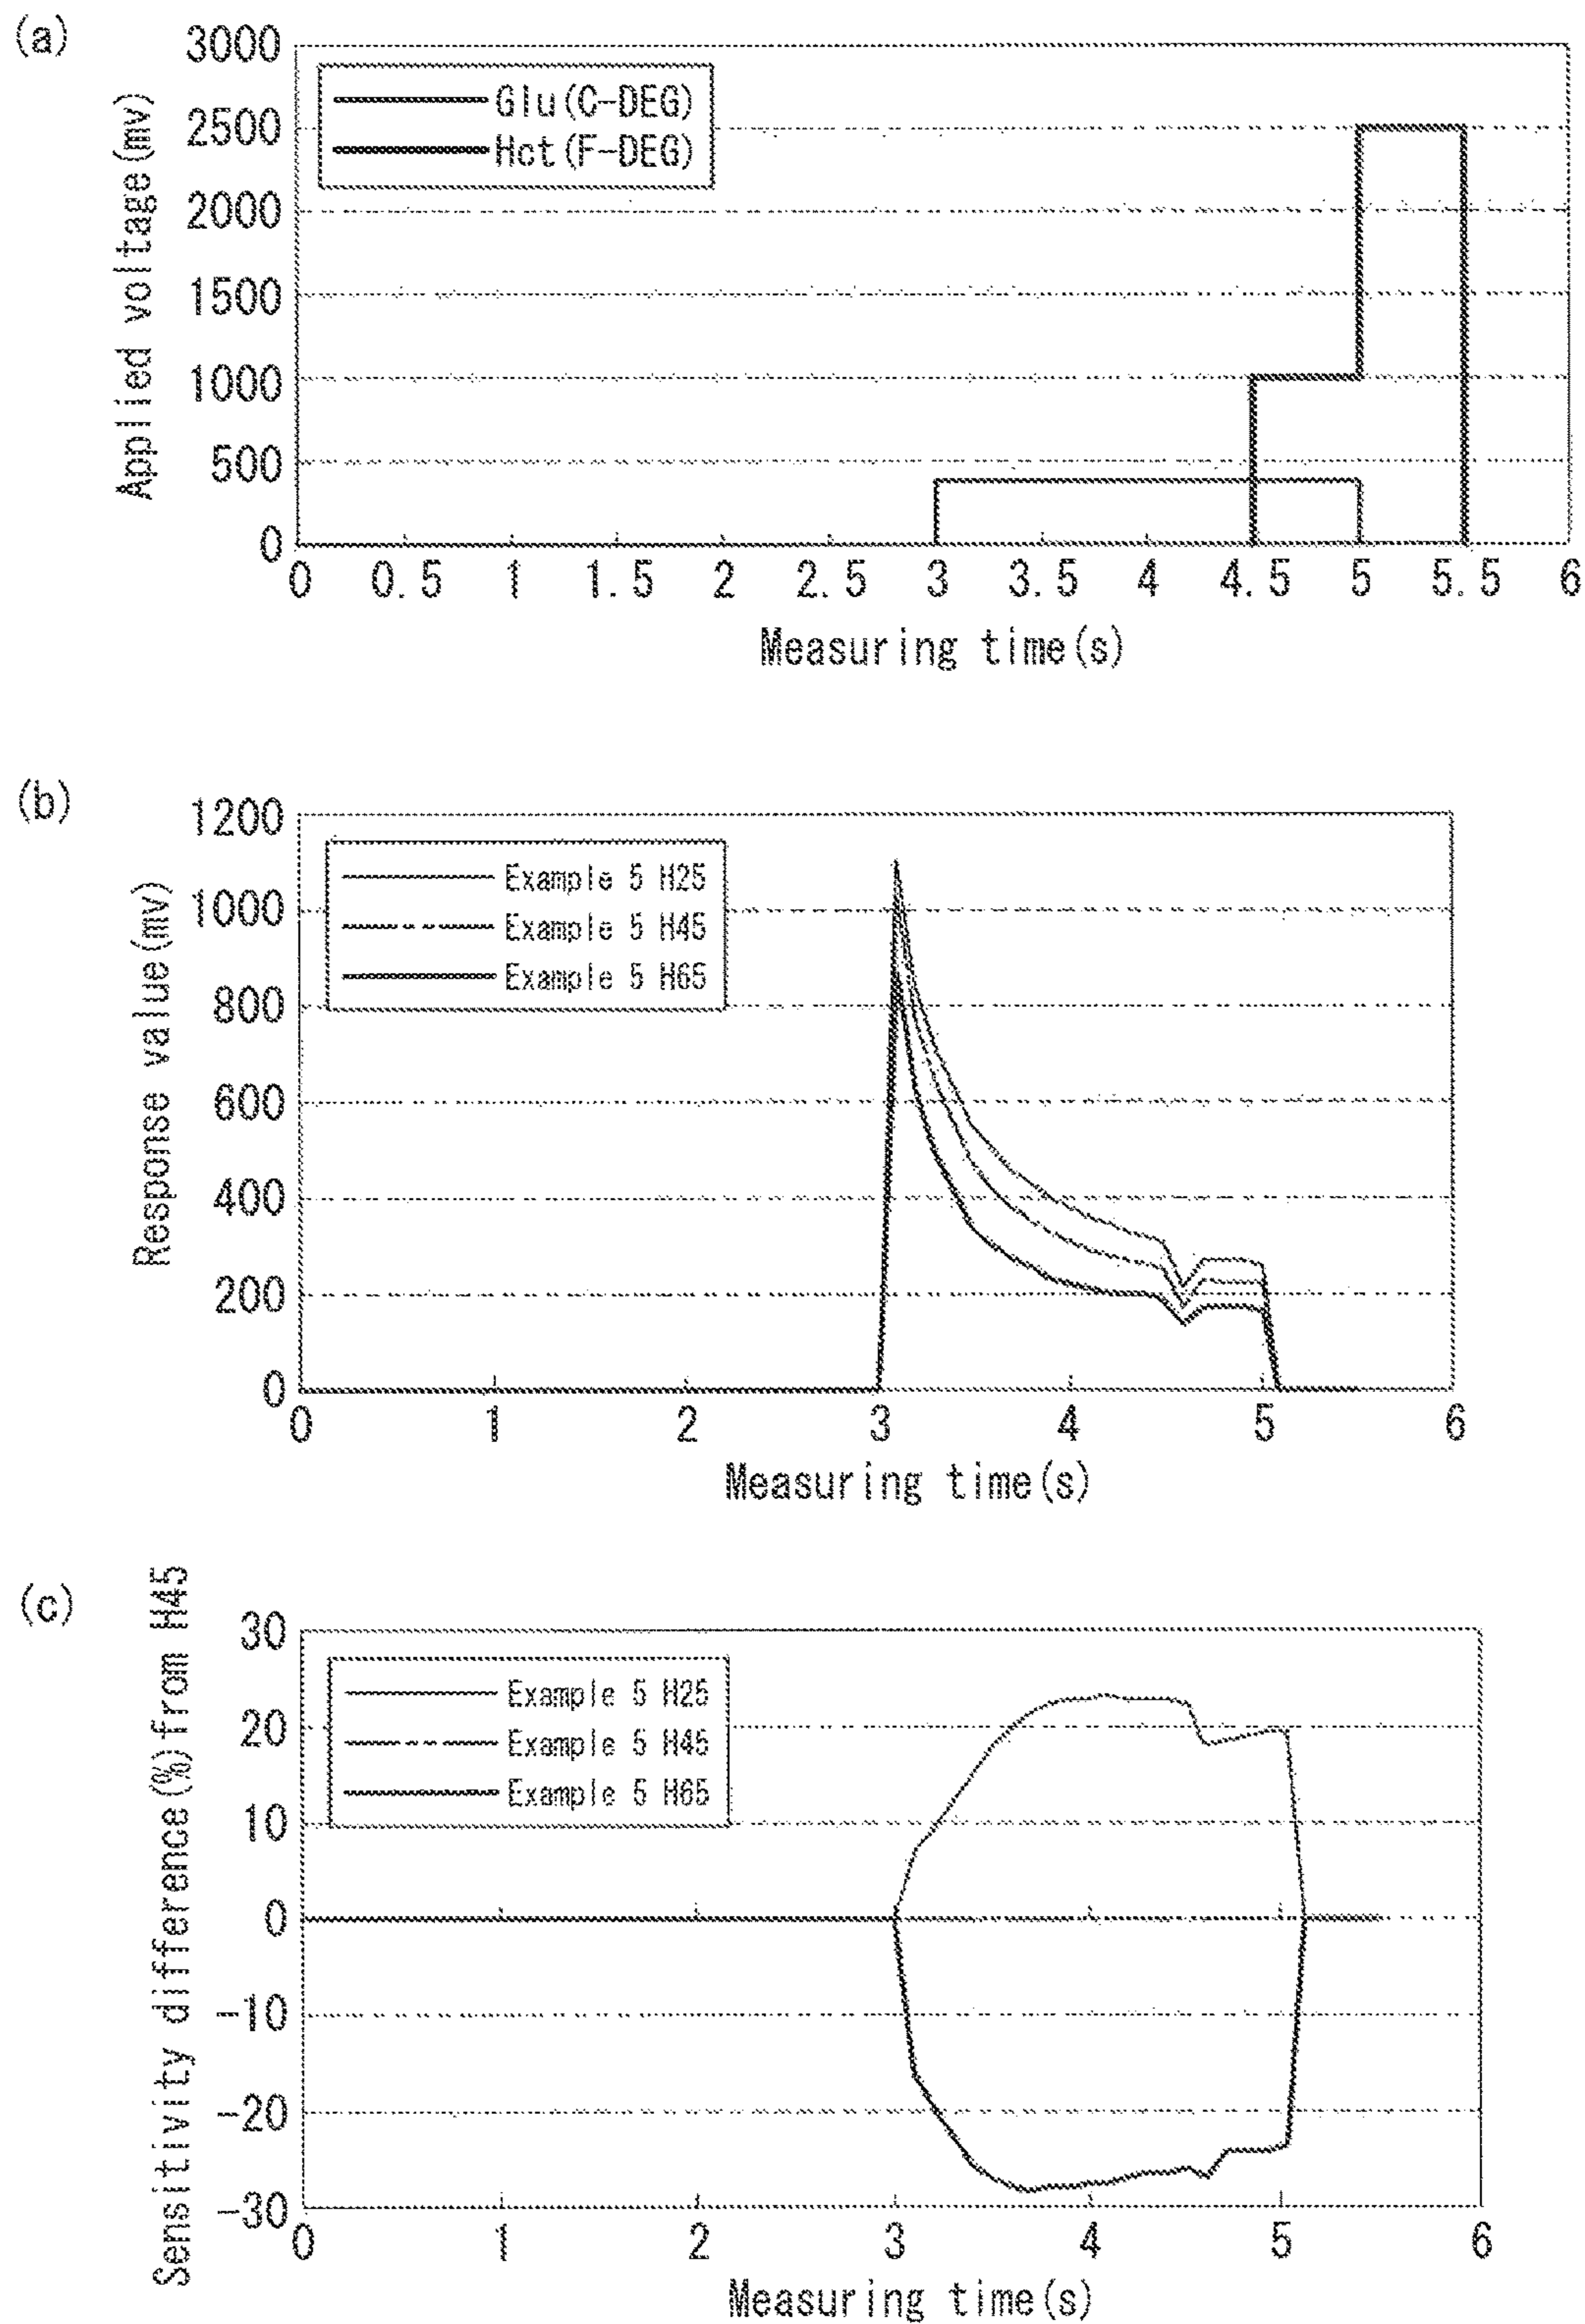 (a)
Applied voltage(mv)
3000
2500
2000
1500
1000
500
0
Glu(C-DEG)
Hct(F-DEG)
0 0.5 1 1.5 2 2.5 3 3.5 4 4.5 5 5.5 6
Measuring time(s)
(b)
Response value(mv)
1200
1000
800
600
400
200
0
Example 5 H25
Example 5 H45
Example 5 H65
0 1 2 3 4 5 6
Measuring time(s)
(c)
Sensitivity difference(%)from H45
30
20
10
0
-10
-20
-30
Example 5 H25
Example 5 H45
Example 5 H65
0 1 2 3 4 5 6
Measuring time(s)